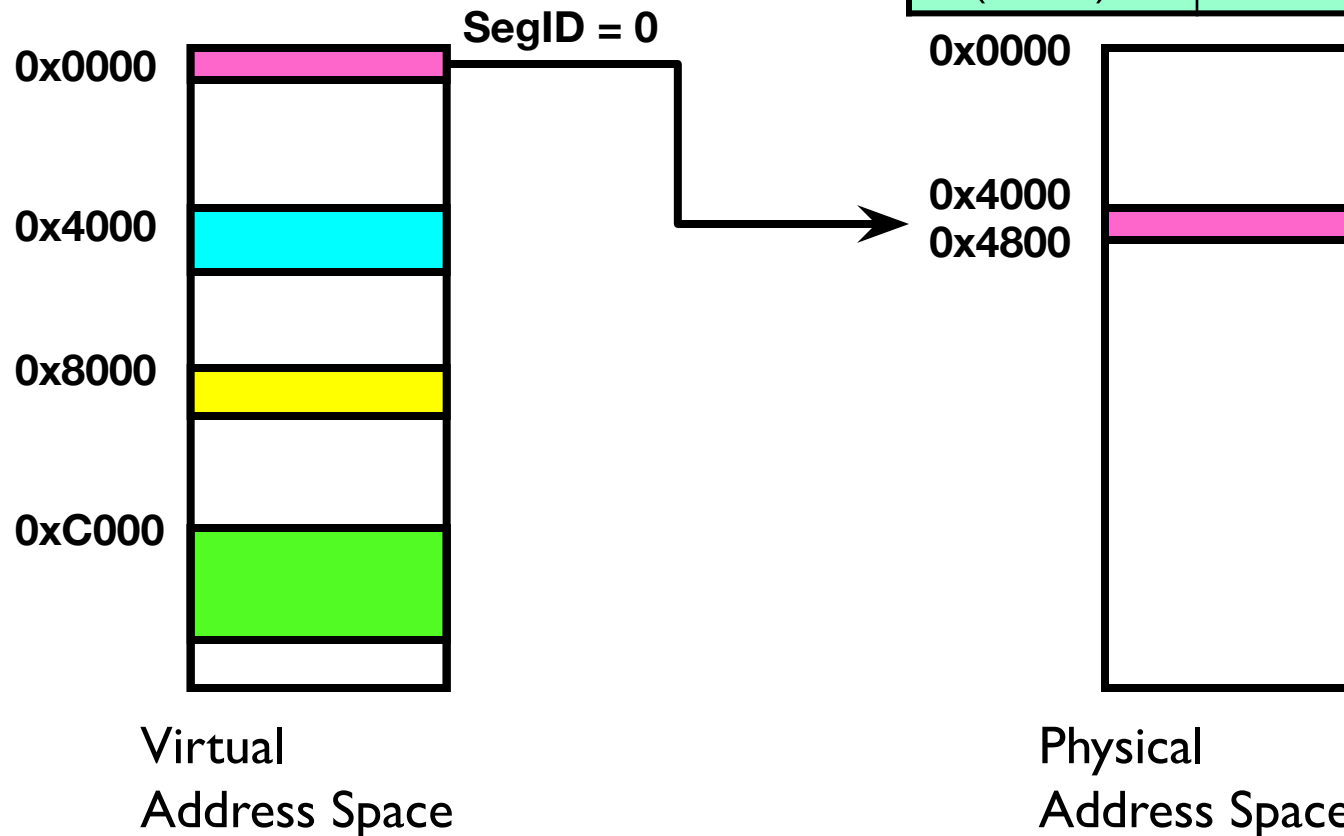 SegID = 0
0x0000
0x4000
0x8000
0xC000
Virtual
Address Space
0x0000
0x4000
0x4800
Physical
Address Space